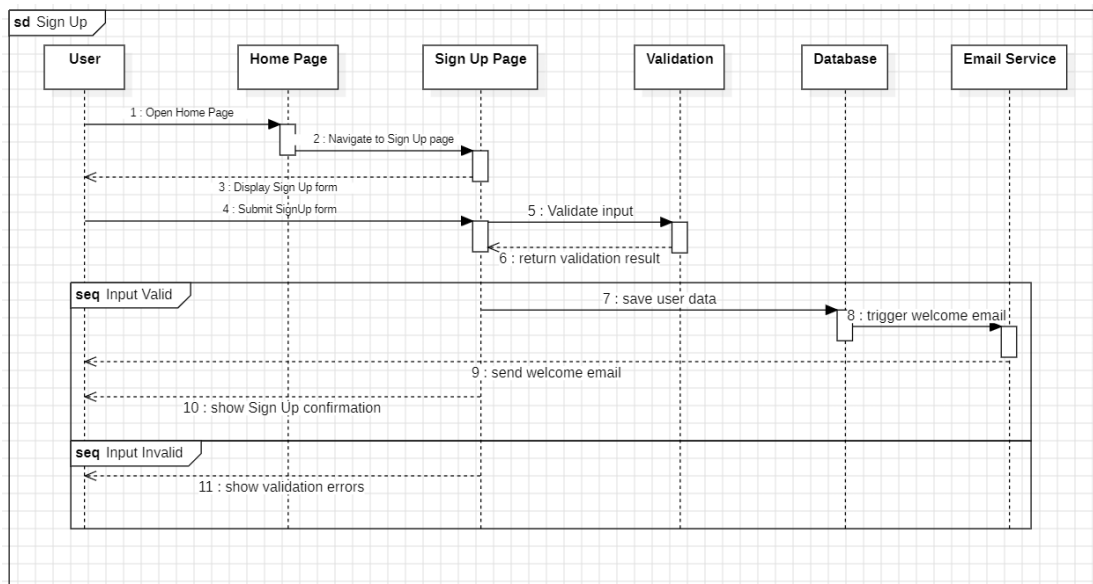 sd Sign Up
User
Home Page
Sign Up Page
Validation
Database
Email Service
1 : Open Home Page
2 : Navigate to Sign Up page
3 : Display Sign Up form
4 : Submit SignUp form
5 : Validate input
6 : return validation result
seq Input Valid
7 : save user data
8 : trigger welcome email
9 : send welcome email
10 : show Sign Up confirmation
seq Input Invalid
11 : show validation errors